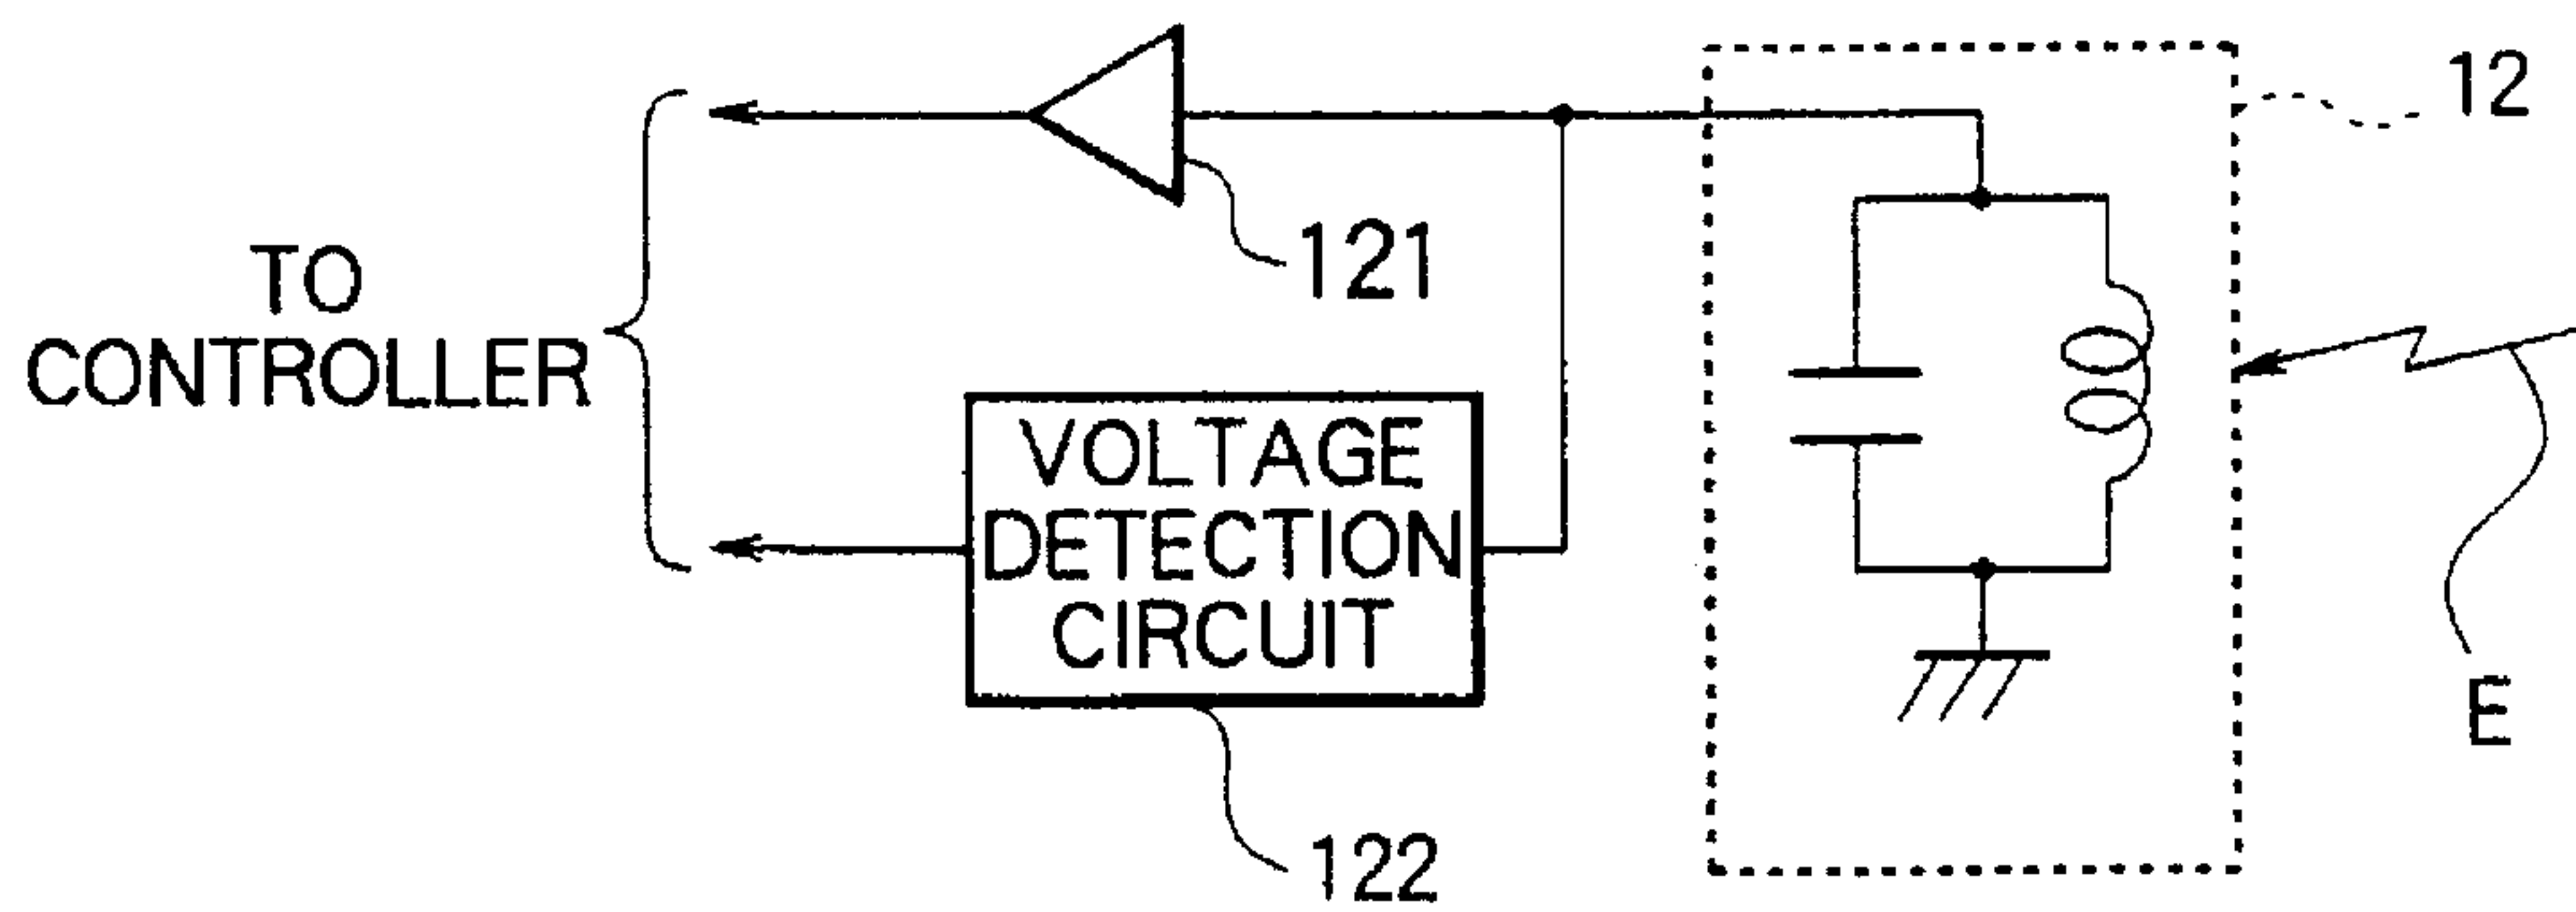 12
121
TO
CONTROLLER
VOLTAGE
DETECTION
CIRCUIT
E
122